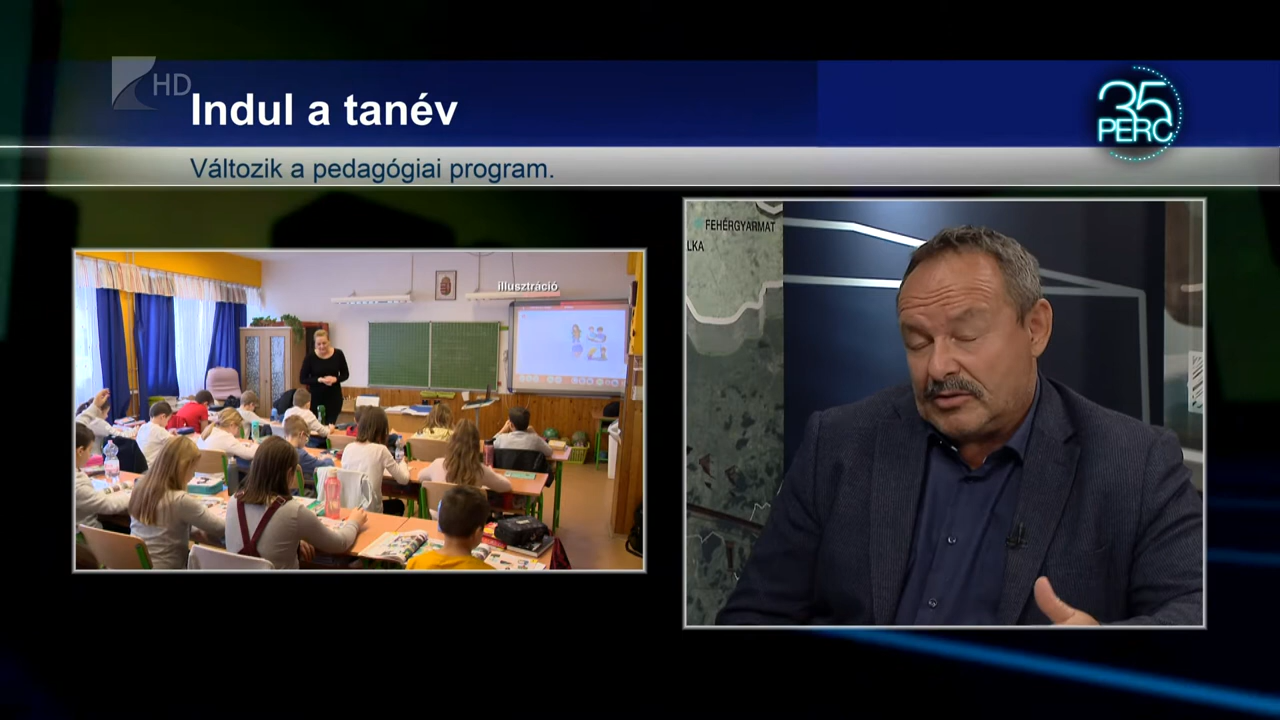 HD
Indul a tanév
35
PERC
Változik a pedagógiai program.
illusztráció
FEHÉRGYARMAT
LKA